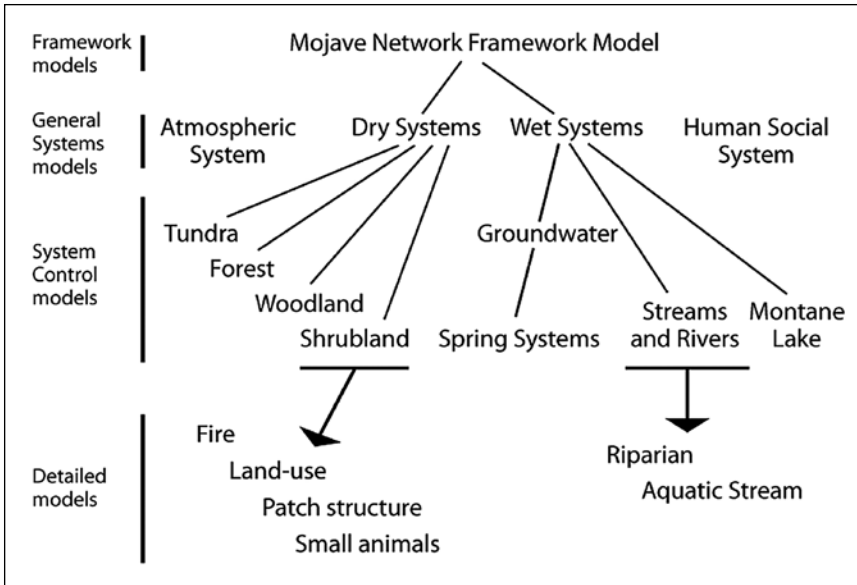 Framework
models
Mojave Network Framework Model
General
Systems
models
Atmospheric
System
Dry Systems
Wet Systems
Human Social
System
System
Control
models
Tundra
Forest
Woodland
Shrubland
Groundwater
Spring Systems
Streams
and Rivers
Montane
Lake
Detailed
models
Fire
Land-use
Patch structure
Small animals
Riparian
Aquatic Stream